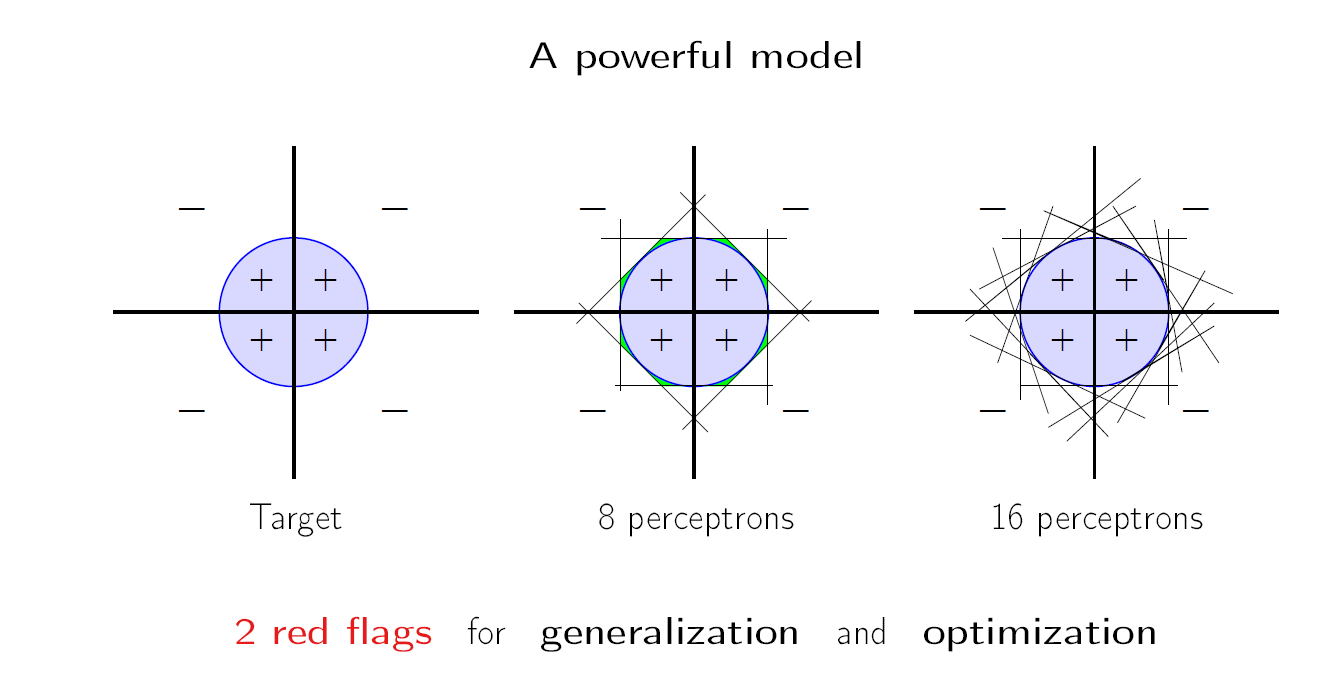 A powerful model
− − − − − −
+ + + + + +
+ + + + + +
− − − − − −
Target 8 perceptrons 16 perceptrons
2 red flags for generalization and optimization